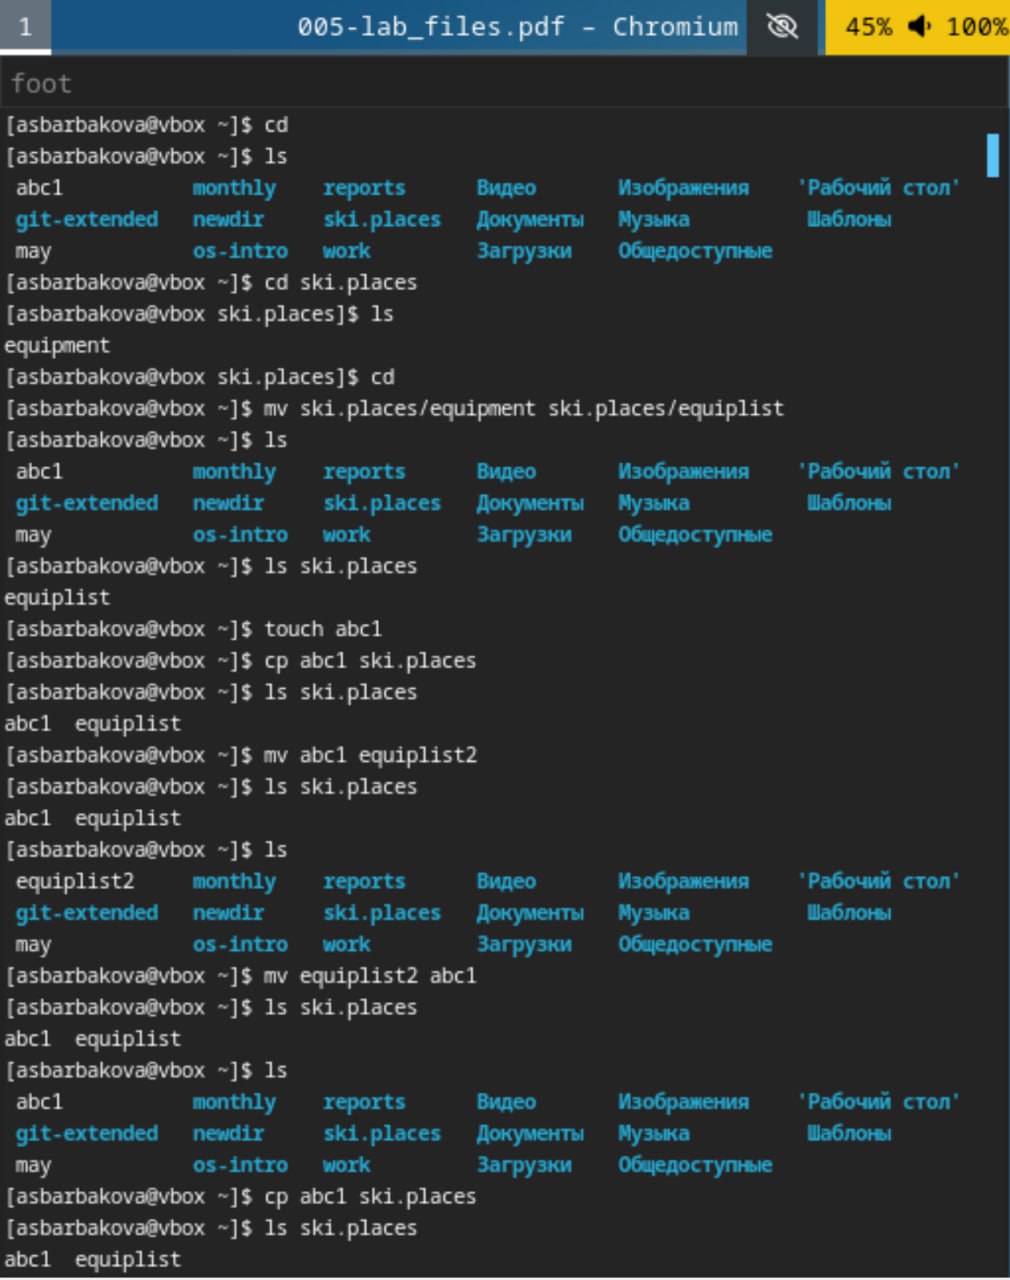 1 005-lab_files.pdf – Chromium 45% 100%
foot
[asbarbakova@vbox ~]$ cd
[asbarbakova@vbox ~]$ ls
abc1 monthly reports Видео Изображения 'Рабочий стол'
git-extended newdir ski.places Документы Музыка Шаблоны
may os-intro work Загрузки Общедоступные
[asbarbakova@vbox ~]$ cd ski.places
[asbarbakova@vbox ski.places]$ ls
equipment
[asbarbakova@vbox ski.places]$ cd
[asbarbakova@vbox ~]$ mv ski.places/equipment ski.places/equiplist
[asbarbakova@vbox ~]$ ls
abc1 monthly reports Видео Изображения 'Рабочий стол'
git-extended newdir ski.places Документы Музыка Шаблоны
may os-intro work Загрузки Общедоступные
[asbarbakova@vbox ~]$ ls ski.places
equiplist
[asbarbakova@vbox ~]$ touch abc1
[asbarbakova@vbox ~]$ cp abc1 ski.places
[asbarbakova@vbox ~]$ ls ski.places
abc1 equiplist
[asbarbakova@vbox ~]$ mv abc1 equiplist2
[asbarbakova@vbox ~]$ ls ski.places
abc1 equiplist
[asbarbakova@vbox ~]$ ls
equiplist2 monthly reports Видео Изображения 'Рабочий стол'
git-extended newdir ski.places Документы Музыка Шаблоны
may os-intro work Загрузки Общедоступные
[asbarbakova@vbox ~]$ mv equiplist2 abc1
[asbarbakova@vbox ~]$ ls ski.places
abc1 equiplist
[asbarbakova@vbox ~]$ ls
abc1 monthly reports Видео Изображения 'Рабочий стол'
git-extended newdir ski.places Документы Музыка Шаблоны
may os-intro work Загрузки Общедоступные
[asbarbakova@vbox ~]$ cp abc1 ski.places
[asbarbakova@vbox ~]$ ls ski.places
abc1 equiplist